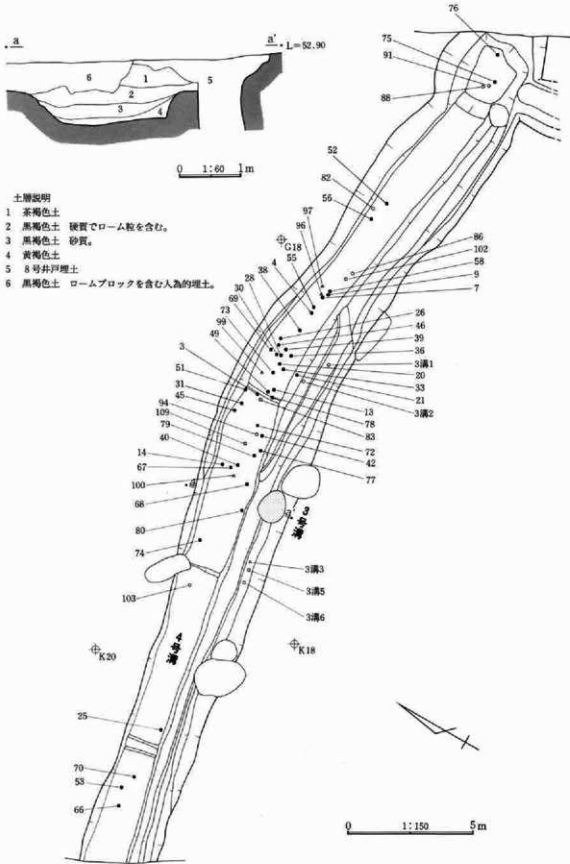 a
a'
L=52.90
6
1
5
2
3
4
0 1:60 1m
土層説明
1 茶褐色土
2 黒褐色土 硬質でローム粒を含む。
3 黒褐色土 砂質。
4 黄褐色土
5 8号井戸埋土
6 黒褐色土 ロームブロックを含む人為的埋土。
76
75
91
88
52
82
56
97
96
G18
4
55
38
28
30
69
73
99
49
3
51
31
45
94
109
79
40
14
67
100
68
80
74
103
86
102
58
9
7
26
46
39
36
3溝1
20
33
21
3溝2
13
78
83
72
42
77
a
a'
3号溝
3溝3
3溝5
3溝6
4号溝
K20
K18
25
70
53
66
0 1:150 5m